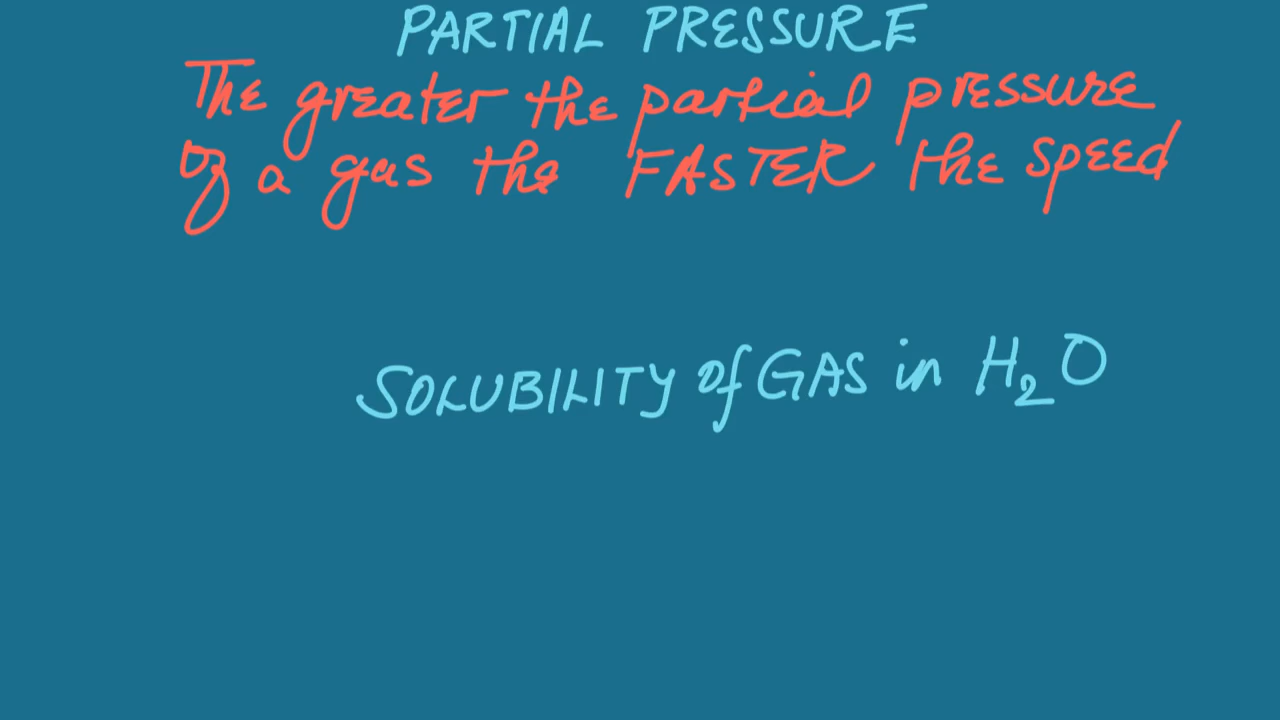 PARTIAL PRESSURE
The greater the partial pressure
of a gas the FASTER the speed
SOLUBILITY of GAS in H₂O